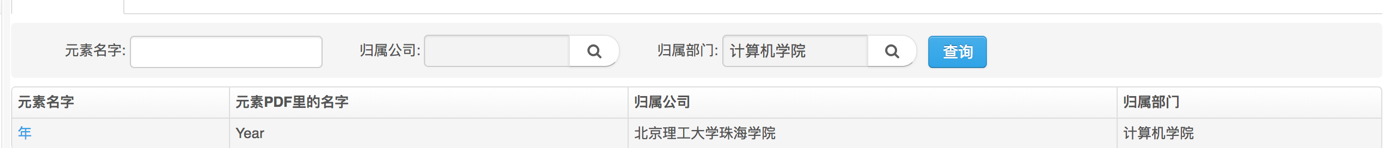 元素名字: 归属公司: 归属部门: 计算机学院 查询
元素名字 元素PDF里的名字 归属公司 归属部门
年 Year 北京理工大学珠海学院 计算机学院